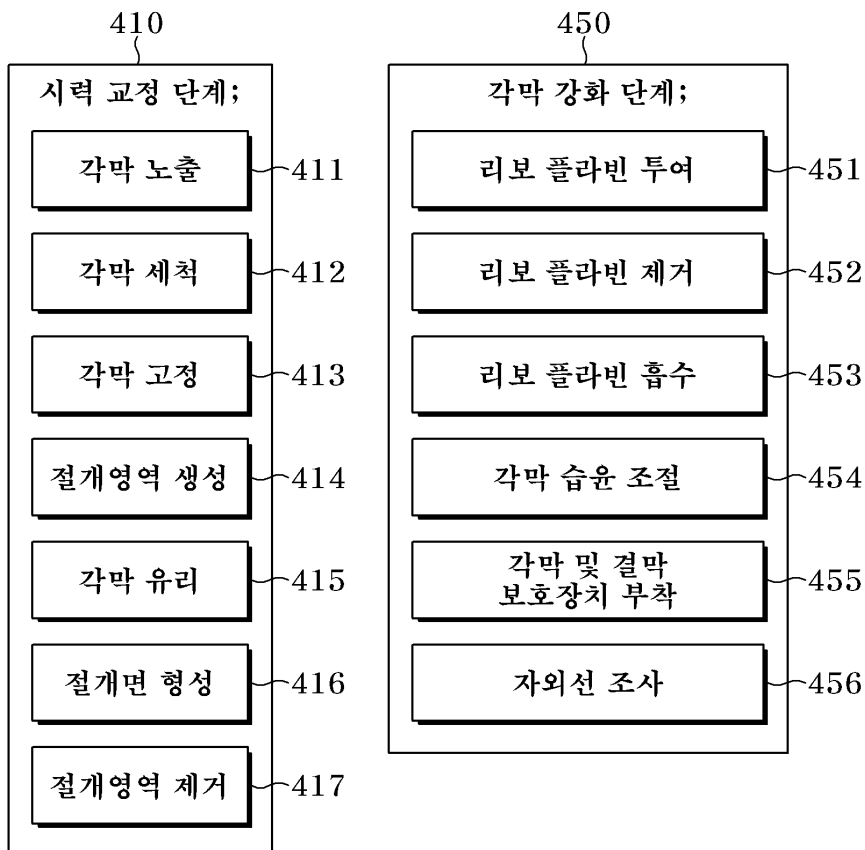 410
시력 교정 단계;
각막 노출
411
각막 세척
412
각막 고정
413
절개영역 생성
414
각막 유리
415
절개면 형성
416
절개영역 제거
417
450
각막 강화 단계;
리보 플라빈 투여
451
리보 플라빈 제거
452
리보 플라빈 흡수
453
각막 습윤 조절
454
각막 및 결막
보호장치 부착
455
자외선 조사
456